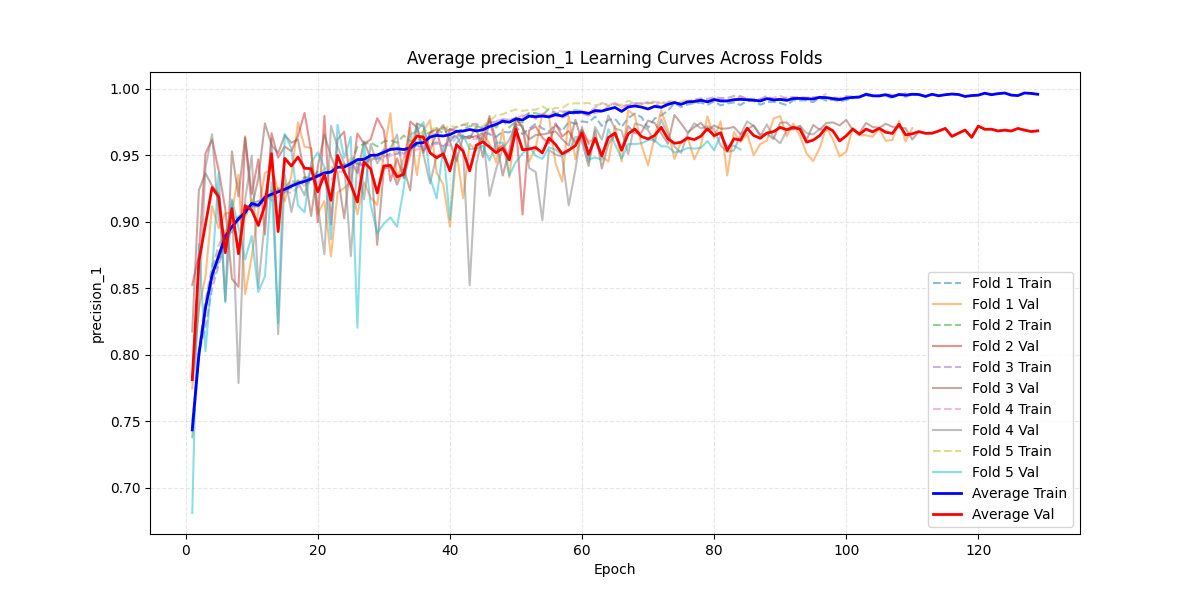 Average precision_1 Learning Curves Across Folds
precision_1
1.00
0.95
0.90
0.85
0.80
0.75
0.70
0
20
40
60
80
100
120
Epoch
Fold 1 Train
Fold 1 Val
Fold 2 Train
Fold 2 Val
Fold 3 Train
Fold 3 Val
Fold 4 Train
Fold 4 Val
Fold 5 Train
Fold 5 Val
Average Train
Average Val